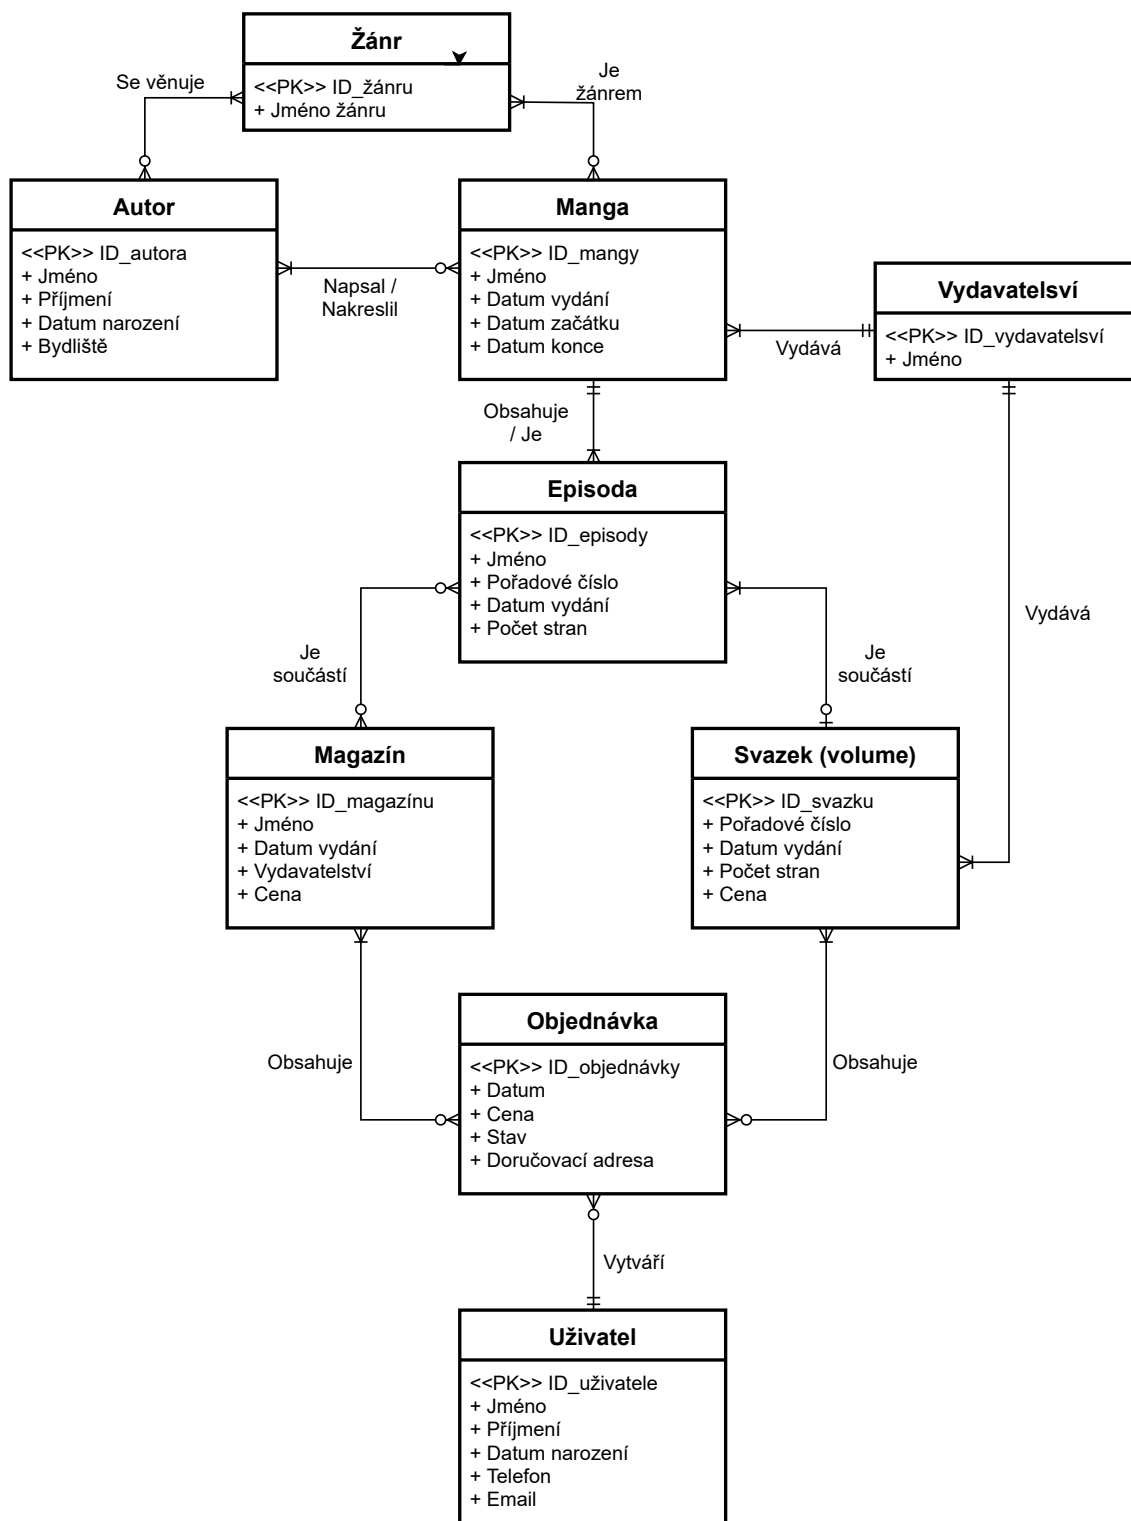 Žánr
<<PK>> ID_žánru
+ Jméno žánru
Se věnuje
Je
žánrem
Autor
<<PK>> ID_autora
+ Jméno
+ Příjmení
+ Datum narození
+ Bydliště
Napsal /
Nakreslil
Manga
<<PK>> ID_mangy
+ Jméno
+ Datum vydání
+ Datum začátku
+ Datum konce
Vydává
Vydavatelsví
<<PK>> ID_vydavatelsví
+ Jméno
Obsahuje
/ Je
Episoda
<<PK>> ID_episody
+ Jméno
+ Pořadové číslo
+ Datum vydání
+ Počet stran
Vydává
Je
součástí
Je
součástí
Magazín
<<PK>> ID_magazínu
+ Jméno
+ Datum vydání
+ Vydavatelství
+ Cena
Svazek (volume)
<<PK>> ID_svazku
+ Pořadové číslo
+ Datum vydání
+ Počet stran
+ Cena
Obsahuje
Objednávka
<<PK>> ID_objednávky
+ Datum
+ Cena
+ Stav
+ Doručovací adresa
Obsahuje
Vytváří
Uživatel
<<PK>> ID_uživatele
+ Jméno
+ Příjmení
+ Datum narození
+ Telefon
+ Email